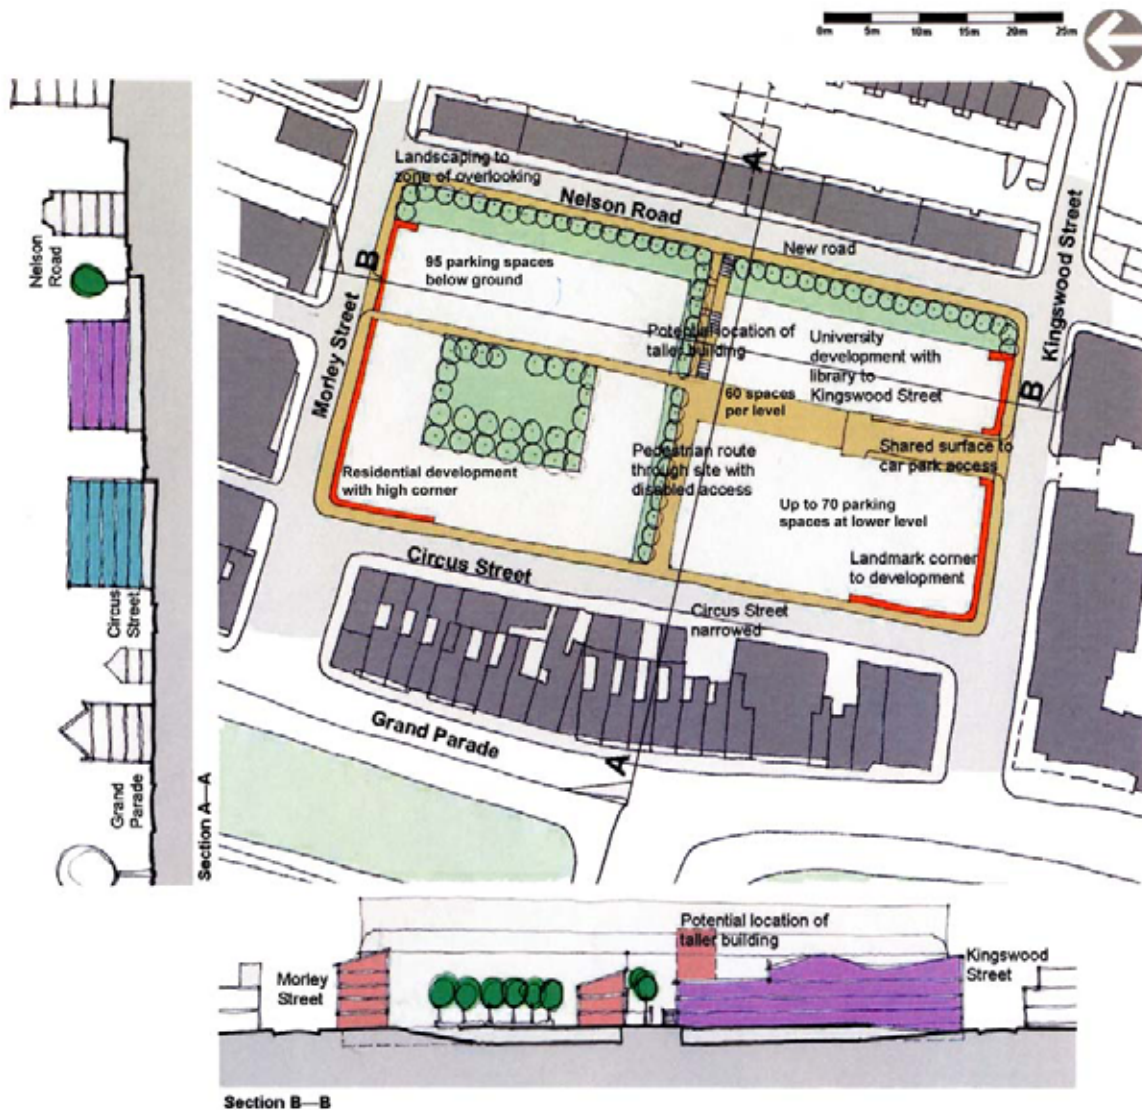 0m 5m 10m 15m 20m 25m
Landscaping to
zone of overlooking
Nelson Road
A
New road
Kingswood Street
B
95 parking spaces
below ground
Morley Street
Potential location of
taller building
University
development with
library to
Kingswood Street
B
60 spaces
per level
Shared surface to
car park access
Pedestrian route
through site with
disabled access
Residential development
with high corner
Up to 70 parking
spaces at lower level
Landmark corner
to development
Circus Street
Circus Street
narrowed
Grand Parade
A
Nelson
Road
Circus
Street
Grand
Parade
Section A—A
Potential location of
taller building
Morley
Street
Kingswood
Street
Section B—B